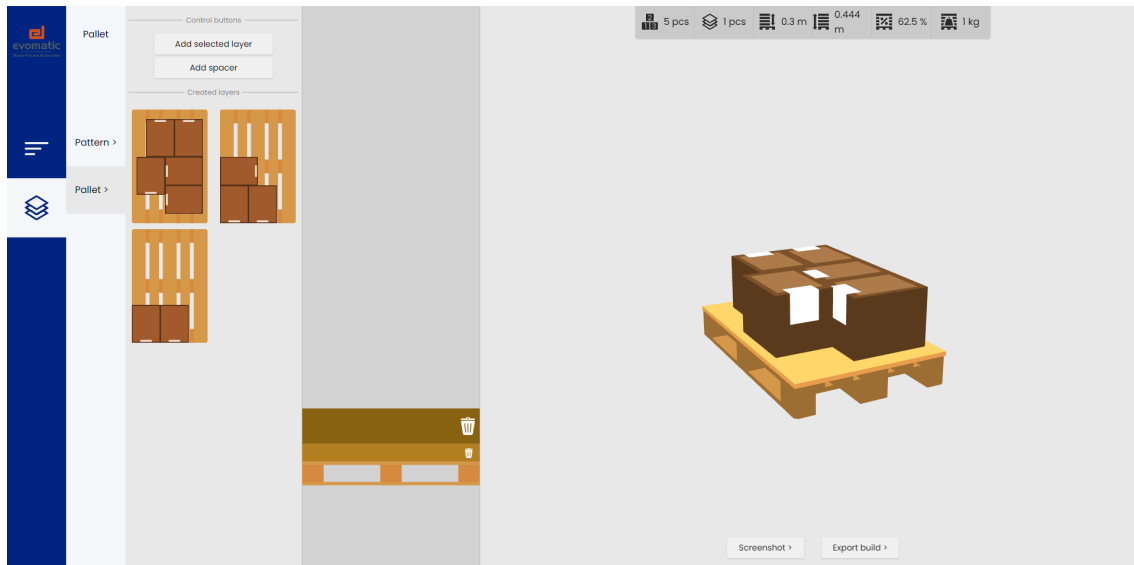 evomatic
Pallet
Pattern >
Pallet >
Control buttons
Add selected layer
Add spacer
Created layers
5 pcs
1 pcs
0.3 m
0.444
m
62.5 %
1 kg
Screenshot >
Export build >